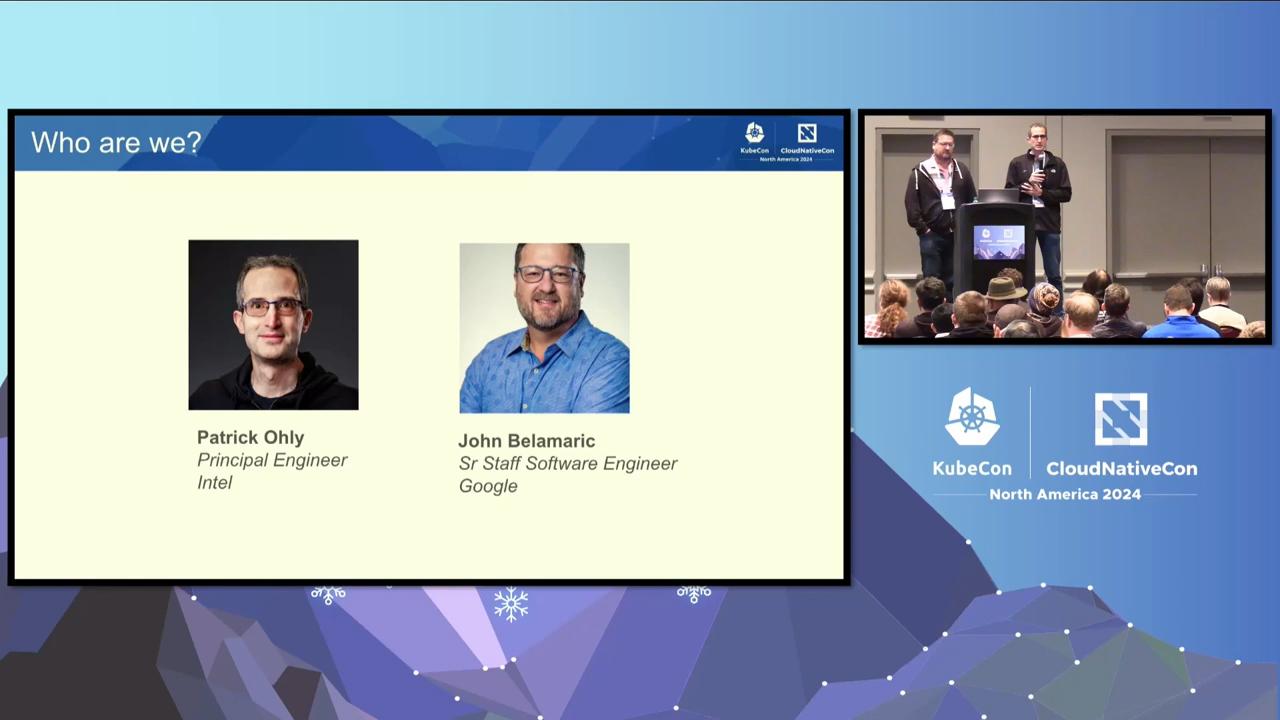 Who are we?
KubeCon
CloudNativeCon
North America 2024
Patrick Ohly
Principal Engineer
Intel
John Belamaric
Sr Staff Software Engineer
Google
KubeCon
CloudNativeCon
North America 2024